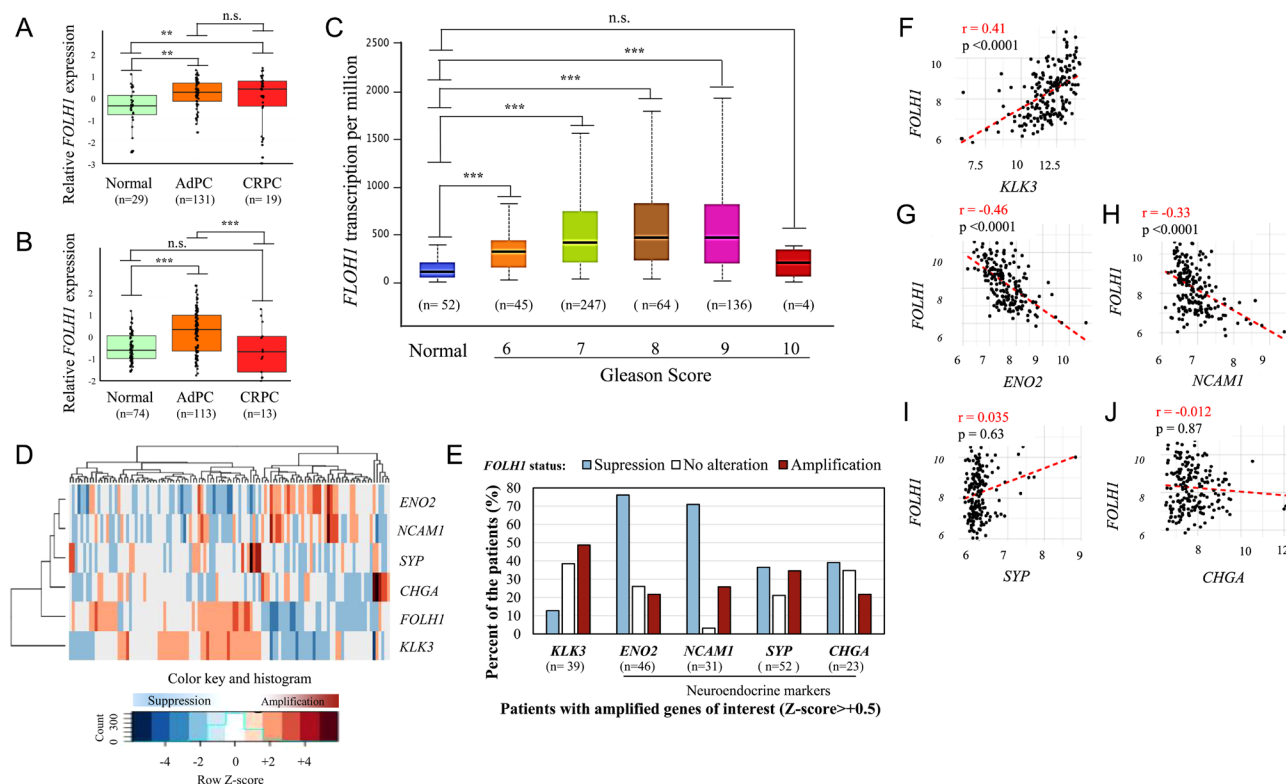 A
Relative FOLH1 expression
2
1
0
-1
-2
-3
n.s.
**
**
Normal
AdPC
CRPC
(n=29)
(n=131)
(n= 19)
B
Relative FOLH1 expression
2
1
0
-1
-2
***
n.s.
***
Normal
AdPC
CRPC
(n=74)
(n=113)
(n=13)
C
FLOH1 transcription per million
2500
2000
1500
1000
500
0
n.s.
***
***
***
***
(n= 52)
(n=45)
(n=247)
(n=64 )
(n=136)
(n=4)
Normal
6
7
8
9
10
Gleason Score
D
ENO2
NCAM1
SYP
CHGA
FOLH1
KLK3
Color key and histogram
Suppression
Amplification
Count
0
300
-4
-2
0
+2
+4
Row Z-score
E
FOLH1 status:
Supression
No alteration
Amplification
Percent of the patients (%)
80
70
60
50
40
30
20
10
0
KLK3
ENO2
NCAM1
SYP
CHGA
(n= 39)
(n=46)
(n=31)
( n=52)
(n=23)
Neuroendocrine markers
Patients with amplified genes of interest (Z-score>+0.5)
F
r = 0.41
p <0.0001
FOLH1
10
8
6
7.5
10
12.5
KLK3
G
r = -0.46
p <0.0001
FOLH1
10
8
6
6
7
8
9
10
ENO2
H
r = -0.33
p <0.0001
FOLH1
10
8
6
6
7
8
9
NCAM1
I
r = 0.035
p = 0.63
FOLH1
10
8
6
6
7
8
9
SYP
J
r = -0.012
p = 0.87
FOLH1
10
8
6
8
10
12
CHGA